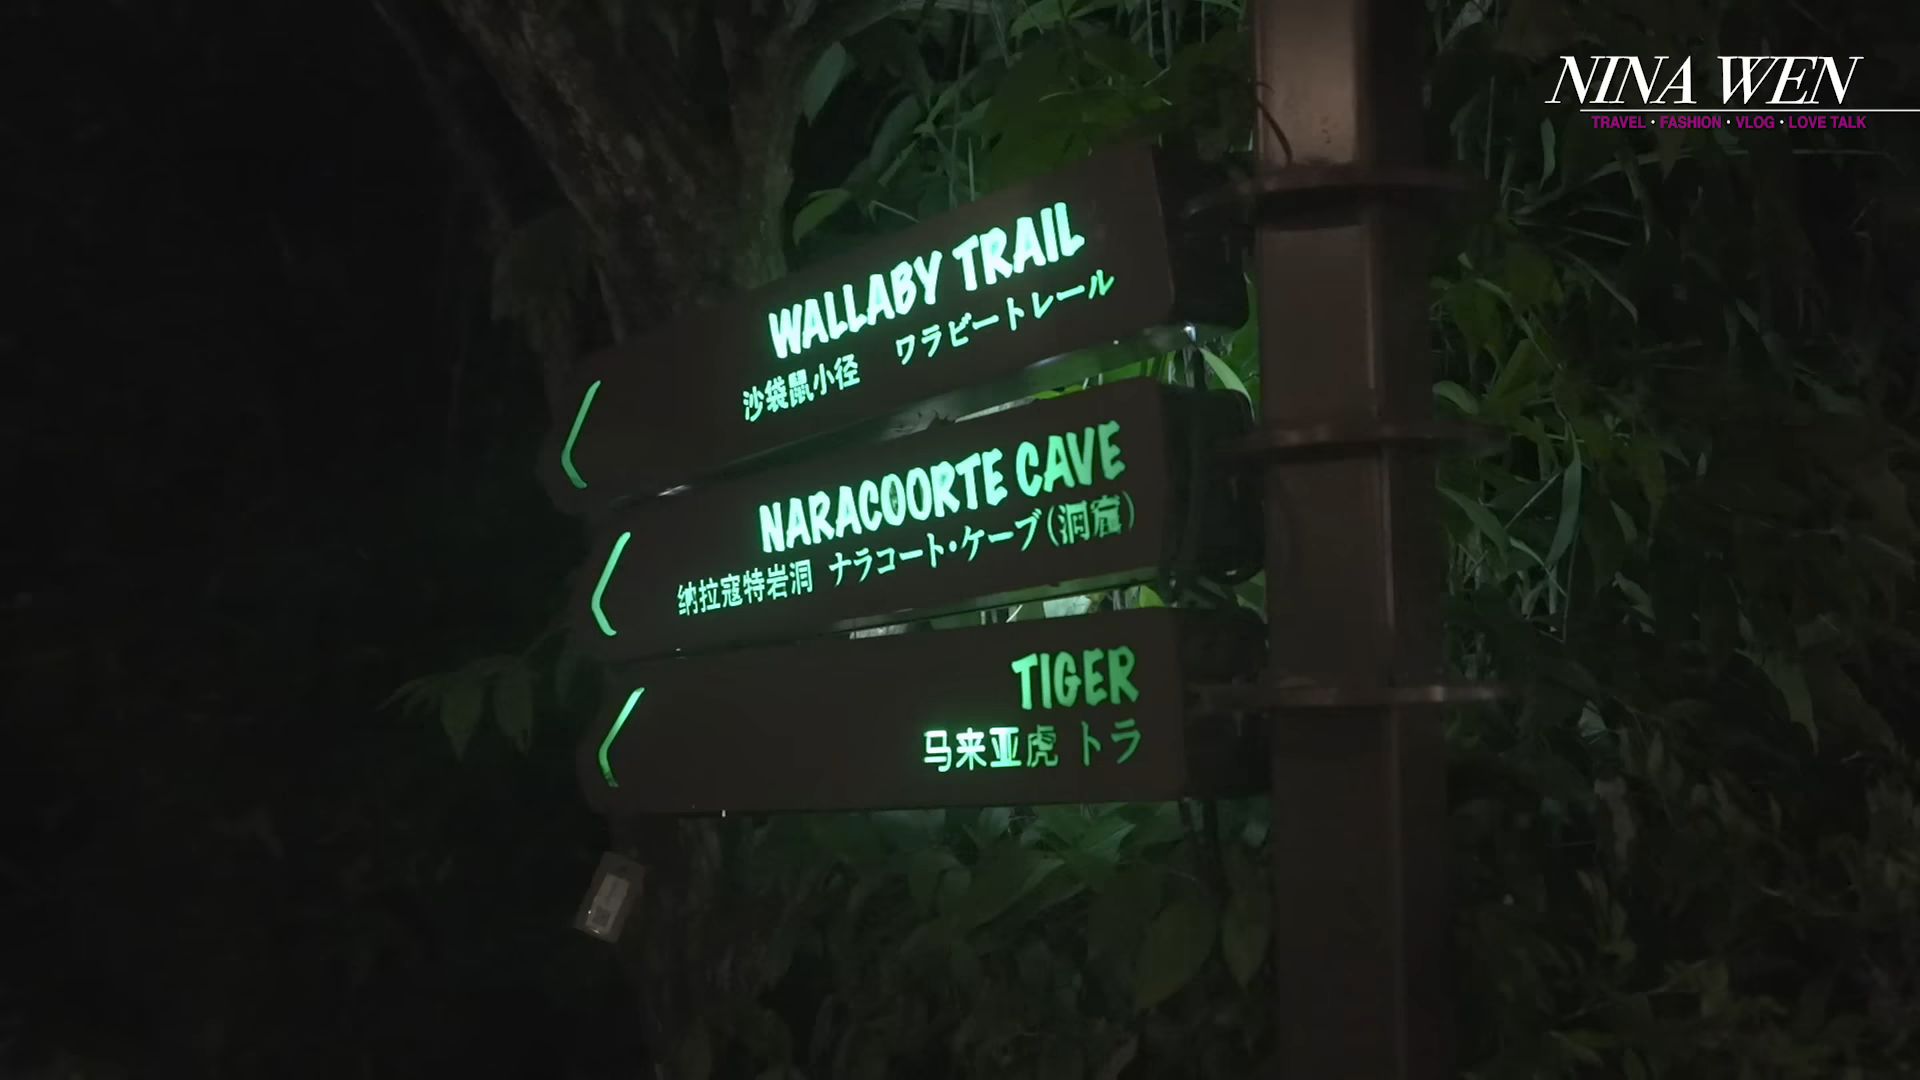 NINA WEN
TRAVEL • FASHION • VLOG • LOVE TALK
WALLABY TRAIL
沙袋鼠小径 ワラビートレール
NARACOORTE CAVE
纳拉寇特岩洞 ナラコート・ケーブ(洞窟)
TIGER
马来亚虎 トラ